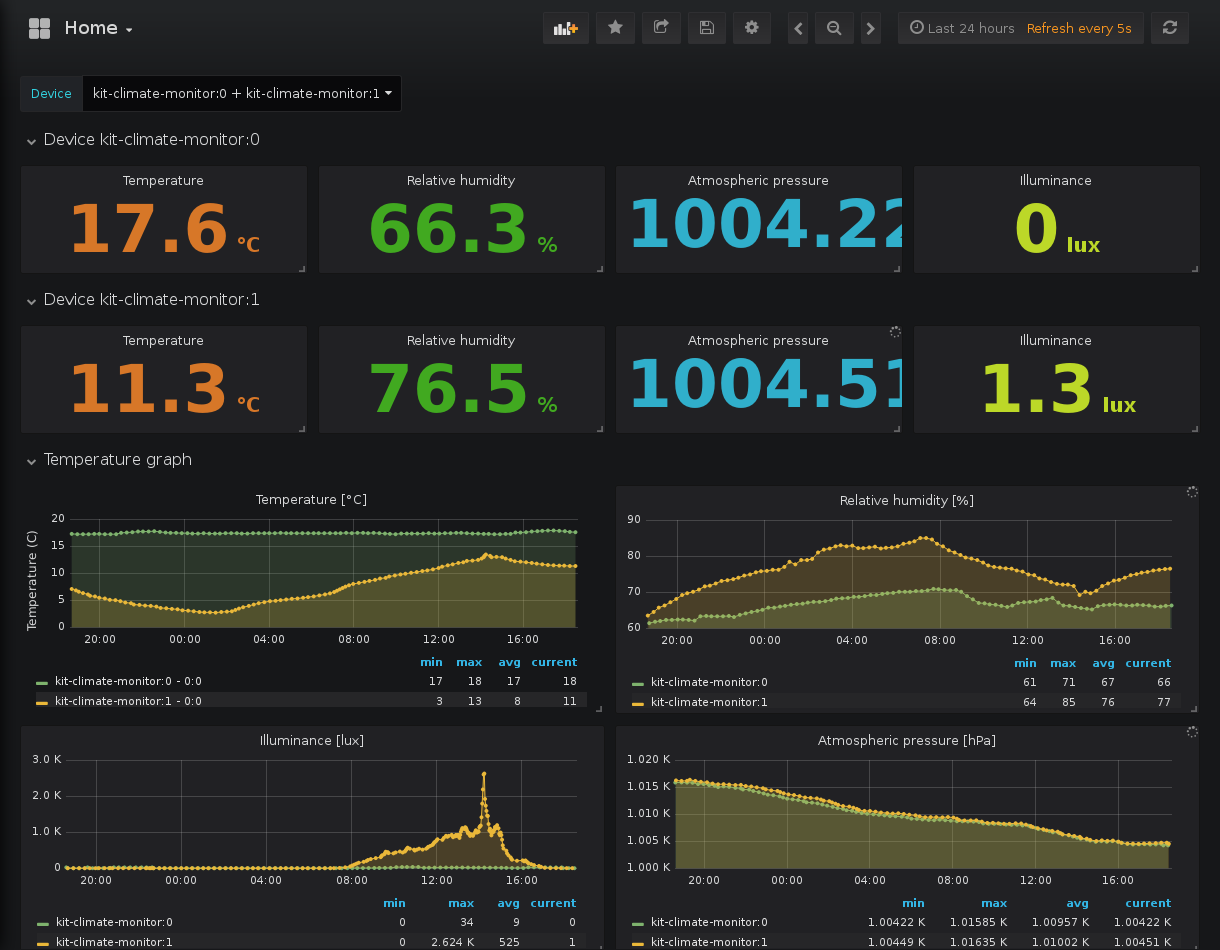 Home
Last 24 hours Refresh every 5s
Device kit-climate-monitor:0 + kit-climate-monitor:1
Device kit-climate-monitor:0
Temperature Relative humidity Atmospheric pressure Illuminance
17.6 °C 66.3 % 1004.22 0 lux
Device kit-climate-monitor:1
Temperature Relative humidity Atmospheric pressure Illuminance
11.3 °C 76.5 % 1004.51 1.3 lux
Temperature graph
Temperature [°C]
Temperature (C)
20
15
10
5
0
20:00 00:00 04:00 08:00 12:00 16:00
min max avg current
kit-climate-monitor:0 - 0:0 17 18 17 18
kit-climate-monitor:1 - 0:0 3 13 8 11
Relative humidity [%]
90
80
70
60
20:00 00:00 04:00 08:00 12:00 16:00
min max avg current
kit-climate-monitor:0 61 71 67 66
kit-climate-monitor:1 64 85 76 77
Illuminance [lux]
3.0 K
2.0 K
1.0 K
0
20:00 00:00 04:00 08:00 12:00 16:00
min max avg current
kit-climate-monitor:0 0 34 9 0
kit-climate-monitor:1 0 2.624 K 525 1
Atmospheric pressure [hPa]
1.020 K
1.015 K
1.010 K
1.005 K
1.000 K
20:00 00:00 04:00 08:00 12:00 16:00
min max avg current
kit-climate-monitor:0 1.00422 K 1.01585 K 1.00957 K 1.00422 K
kit-climate-monitor:1 1.00449 K 1.01635 K 1.01002 K 1.00451 K